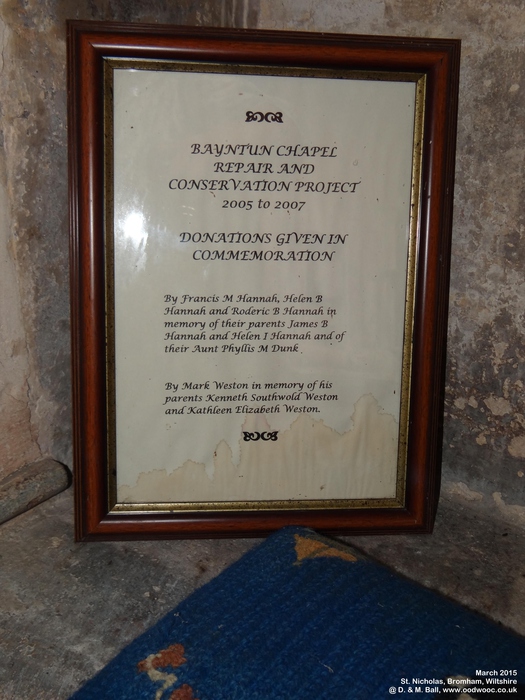 BAYNTUN CHAPEL
REPAIR AND
CONSERVATION PROJECT
2005 to 2007
DONATIONS GIVEN IN
COMMEMORATION
By Francis M Hannah, Helen B
Hannah and Roderic B Hannah in
memory of their parents James B
Hannah and Helen I Hannah and of
their Aunt Phyllis M Dunk
By Mark Weston in memory of his
parents Kenneth Southwold Weston
and Kathleen Elizabeth Weston.
March 2015
St. Nicholas, Bromham, Wiltshire
@ D. & M. Ball, www.oodwooc.co.uk